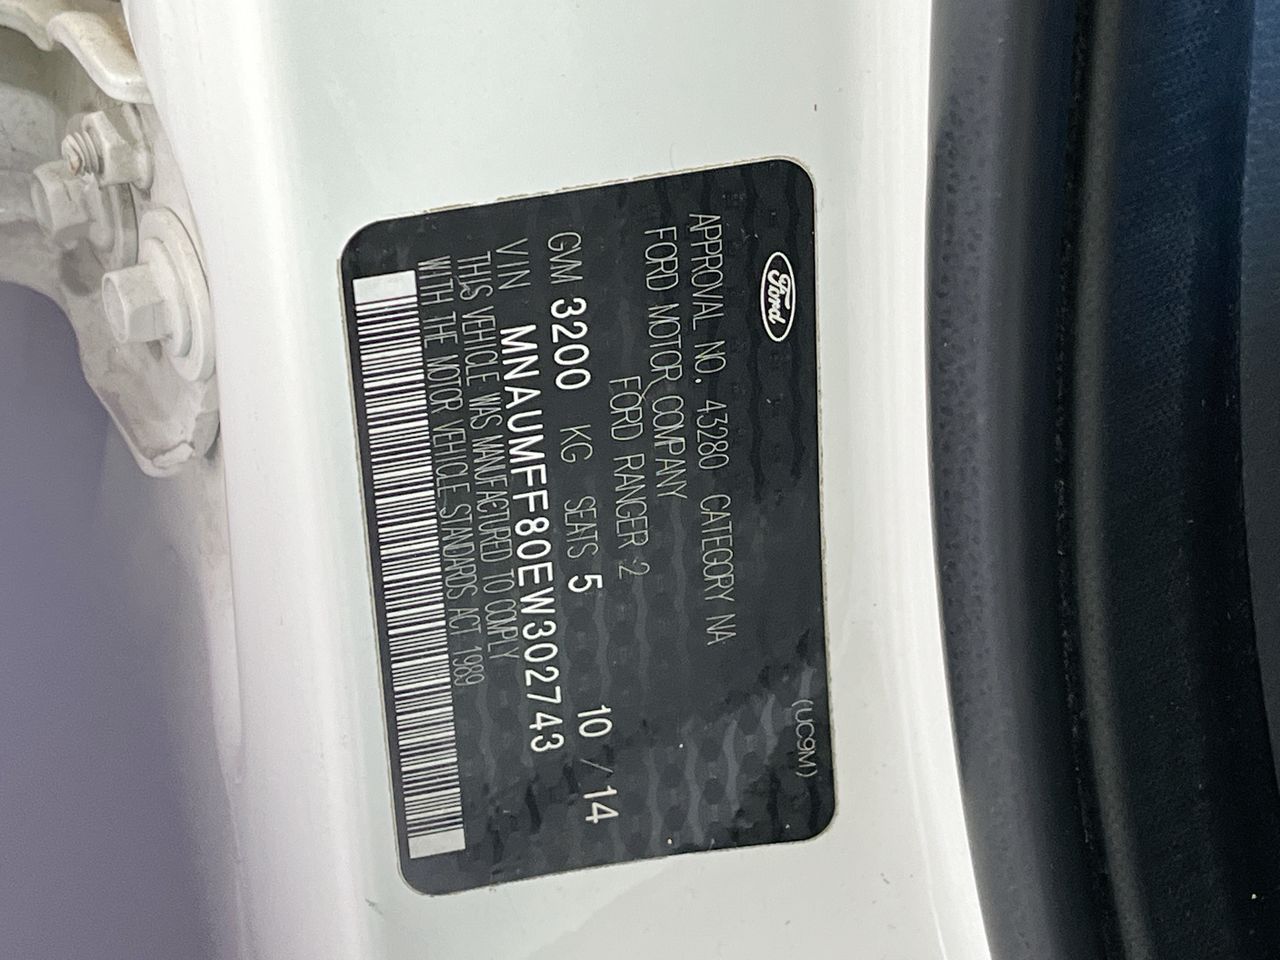 Ford
(UC9M)
APPROVAL NO. 43280 CATEGORY NA
FORD MOTOR COMPANY
FORD RANGER 2
GVM 3200 KG SEATS 5 10 / 14
VIN MNAUMFF80EW302743
THIS VEHICLE WAS MANUFACTURED TO COMPLY
WITH THE MOTOR VEHICLE STANDARDS ACT 1989